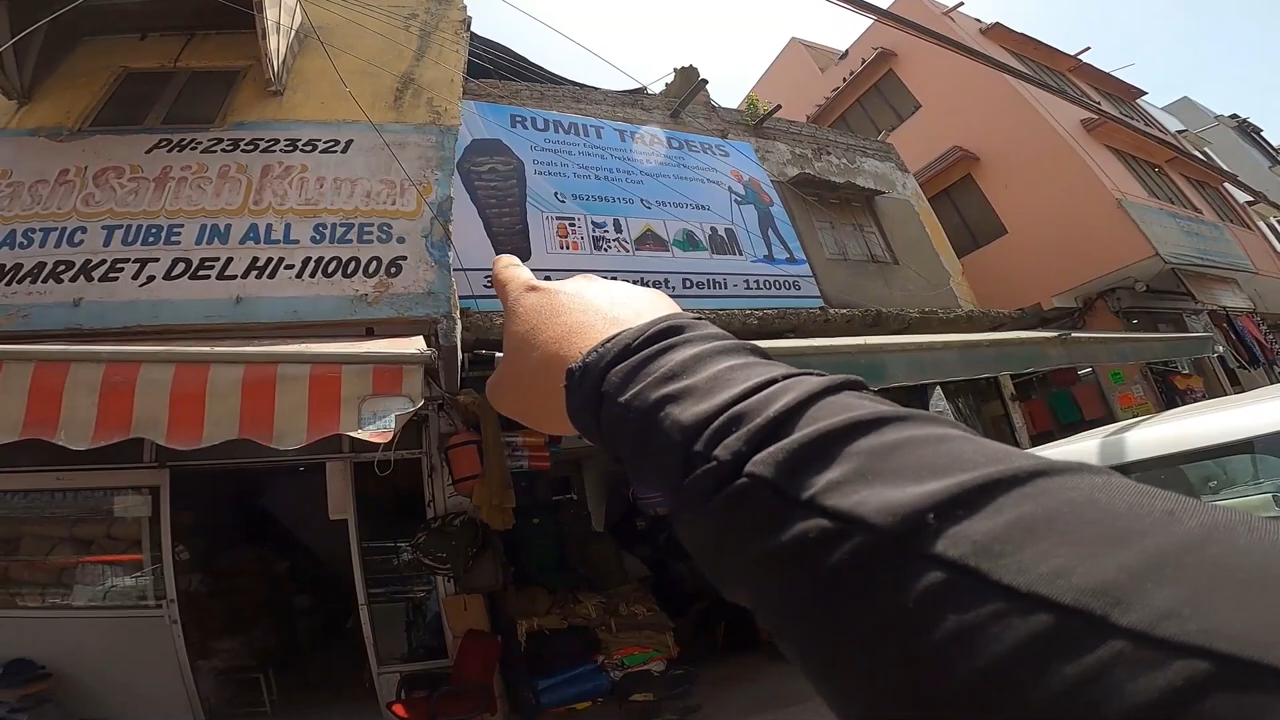 PH:23523521
ash Satish Kumar
ASTIC TUBE IN ALL SIZES.
MARKET, DELHI-110006
RUMIT TRADERS
Outdoor Equipment Manufacturers
(Camping, Hiking, Trekking & Rescue Products)
Deals in : Sleeping Bags, Couples Sleeping Bags,
Jackets, Tent & Rain Coat
9625963150 9810075882
Market, Delhi - 110006